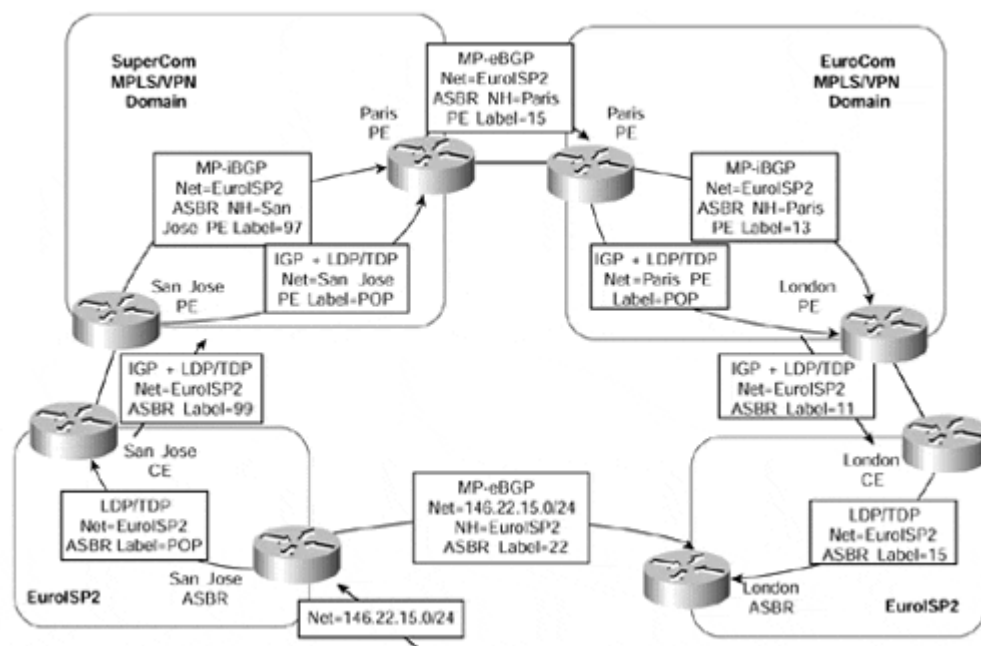 SuperCom
MPLS/VPN
Domain
MP-eBGP
Net=EuroISP2
ASBR NH=Paris
PE Label=15
EuroCom
MPLS/VPN
Domain
Paris
PE
Paris
PE
MP-iBGP
Net=EuroISP2
ASBR NH=San
Jose PE Label=97
MP-iBGP
Net=EuroISP2
ASBR NH=Paris
PE Label=13
IGP + LDP/TDP
Net=San Jose
PE Label=POP
IGP + LDP/TDP
Net=Paris PE
Label=POP
San Jose
PE
London
PE
IGP + LDP/TDP
Net=EuroISP2
ASBR Label=99
IGP + LDP/TDP
Net=EuroISP2
ASBR Label=11
San Jose
CE
London
CE
LDP/TDP
Net=EuroISP2
ASBR Label=POP
MP-eBGP
Net=146.22.15.0/24
NH=EuroISP2
ASBR Label=22
LDP/TDP
Net=EuroISP2
ASBR Label=15
San Jose
ASBR
London
ASBR
EuroISP2
EuroISP2
Net=146.22.15.0/24